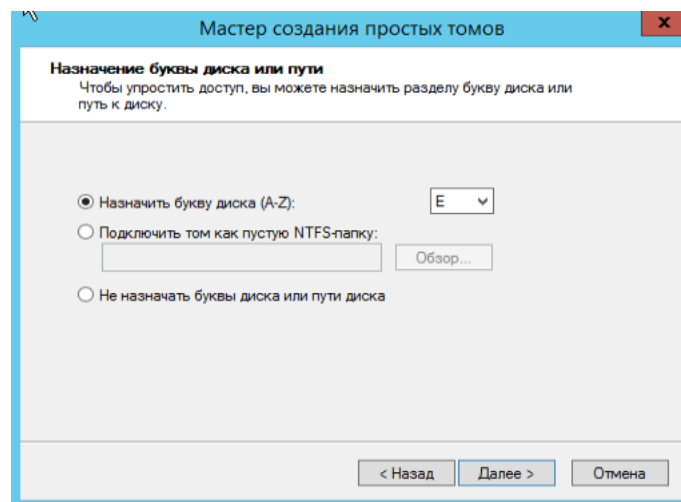 Мастер создания простых томов
x
Назначение буквы диска или пути
Чтобы упростить доступ, вы можете назначить разделу букву диска или
путь к диску.
Назначить букву диска (A-Z):
E
Подключить том как пустую NTFS-папку:
Обзор...
Не назначать буквы диска или пути диска
< Назад
Далее >
Отмена